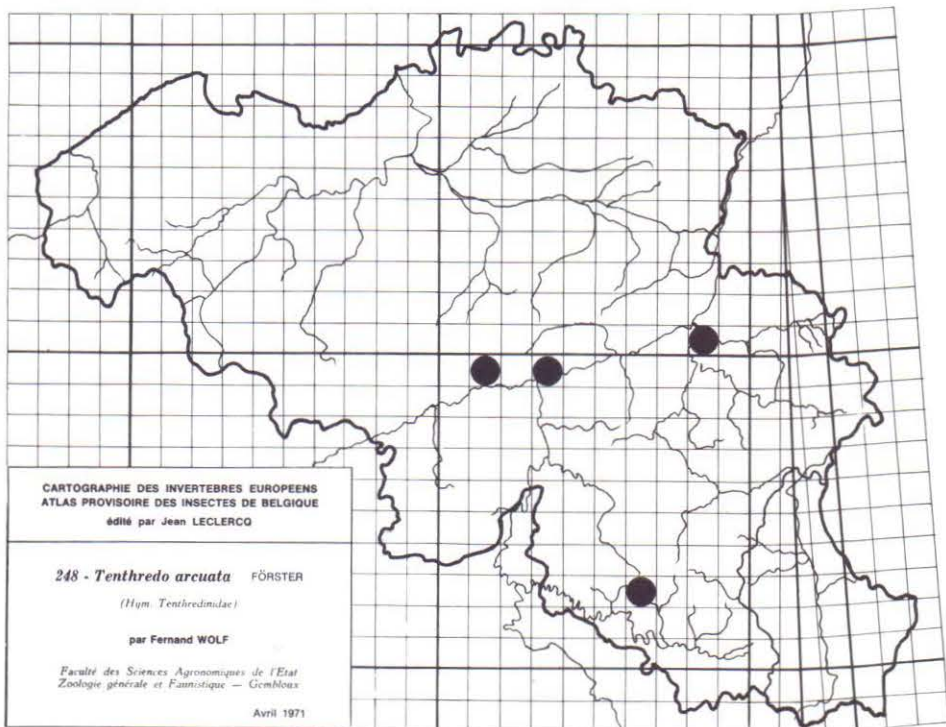 CARTOGRAPHIE DES INVERTEBRES EUROPEENS
ATLAS PROVISOIRE DES INSECTES DE BELGIQUE
édité par Jean LECLERCQ
248 - Tenthredo arcuata FÖRSTER
(Hym. Tenthredinidae)
par Fernand WOLF
Faculté des Sciences Agronomiques de l'Etat
Zoologie générale et Faunistique — Gembloux
Avril 1971